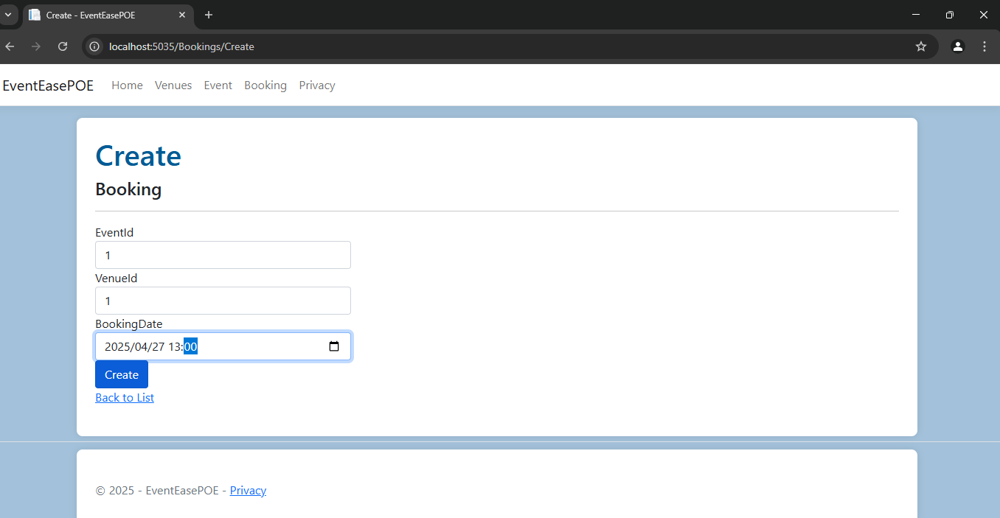 Create - EventEasePOE
localhost:5035/Bookings/Create
EventEasePOE Home Venues Event Booking Privacy
Create
Booking
EventId
1
VenueId
1
BookingDate
2025/04/27 13:00
Create
Back to List
© 2025 - EventEasePOE - Privacy